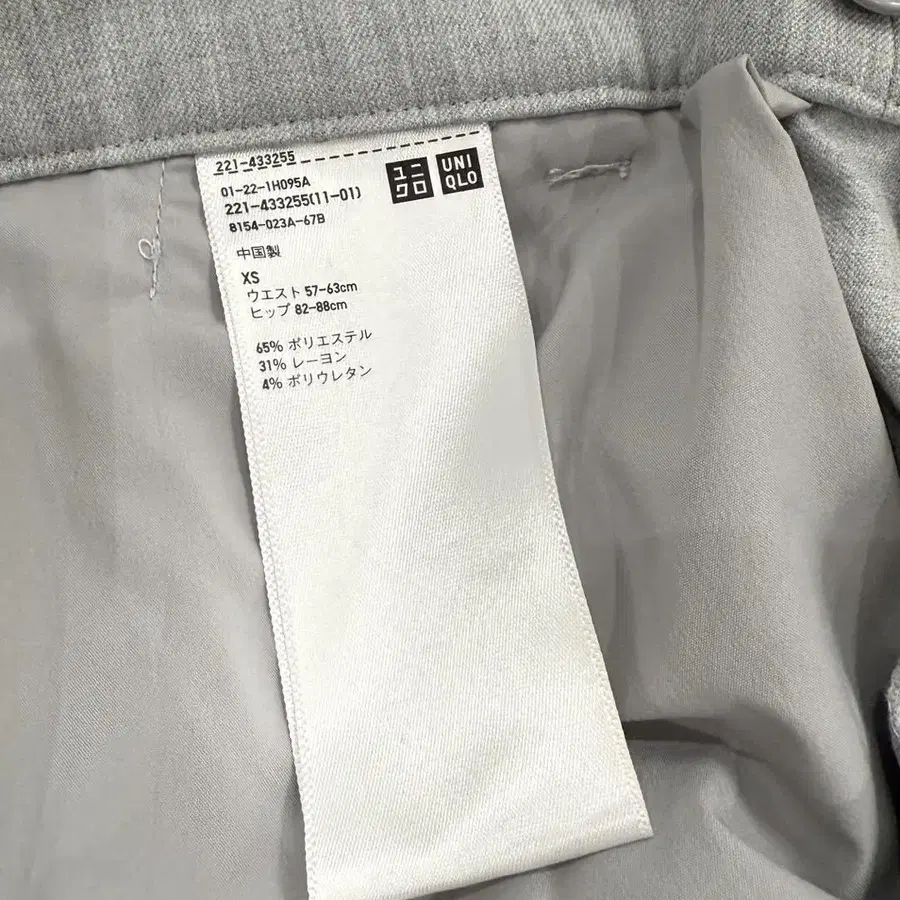 221-433255
ユニ
クロ
UNI
QLO
01-22-1H095A
221-433255(11-01)
8154-023A-67B
中国製
XS
ウエスト 57-63cm
ヒップ 82-88cm
65% ポリエステル
31% レーヨン
4% ポリウレタン